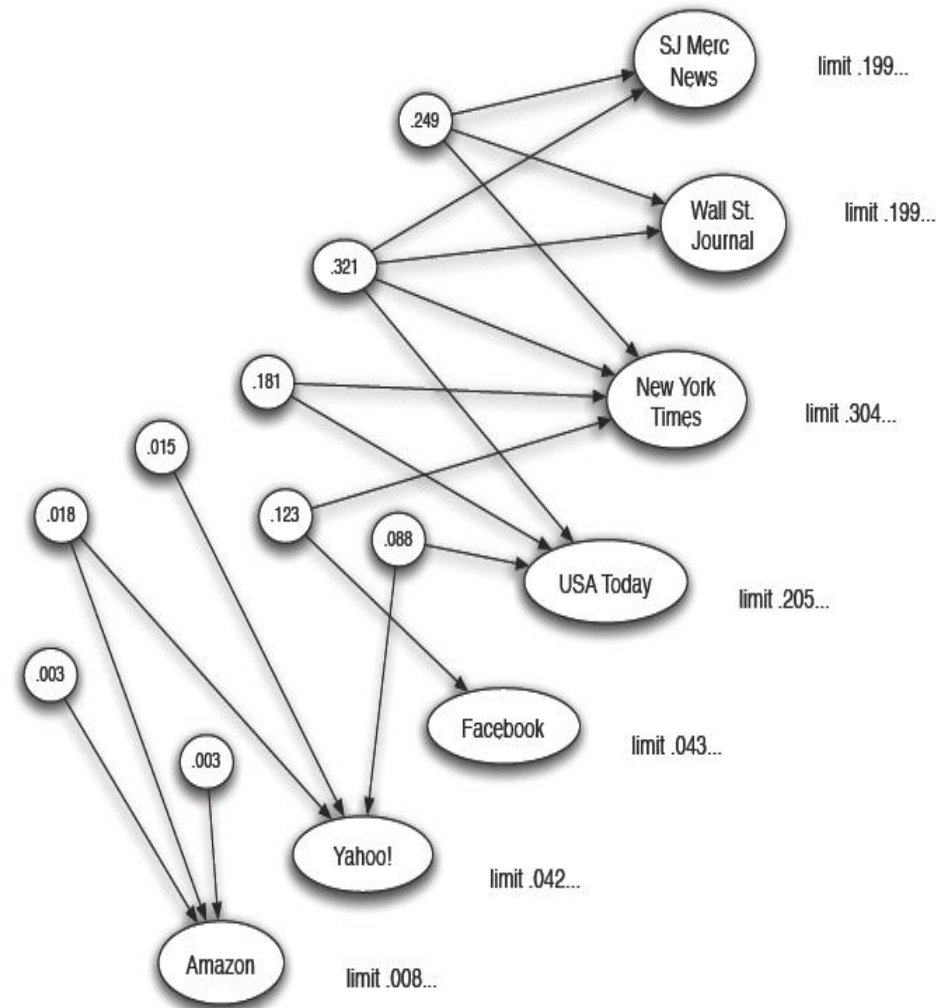 SJ Merc
News
limit .199...
.249
Wall St.
Journal
limit .199...
.321
.181
New York
Times
limit .304...
.015
.018
.123
.088
USA Today
limit .205...
.003
Facebook
limit .043...
.003
Yahoo!
limit .042...
Amazon
limit .008...